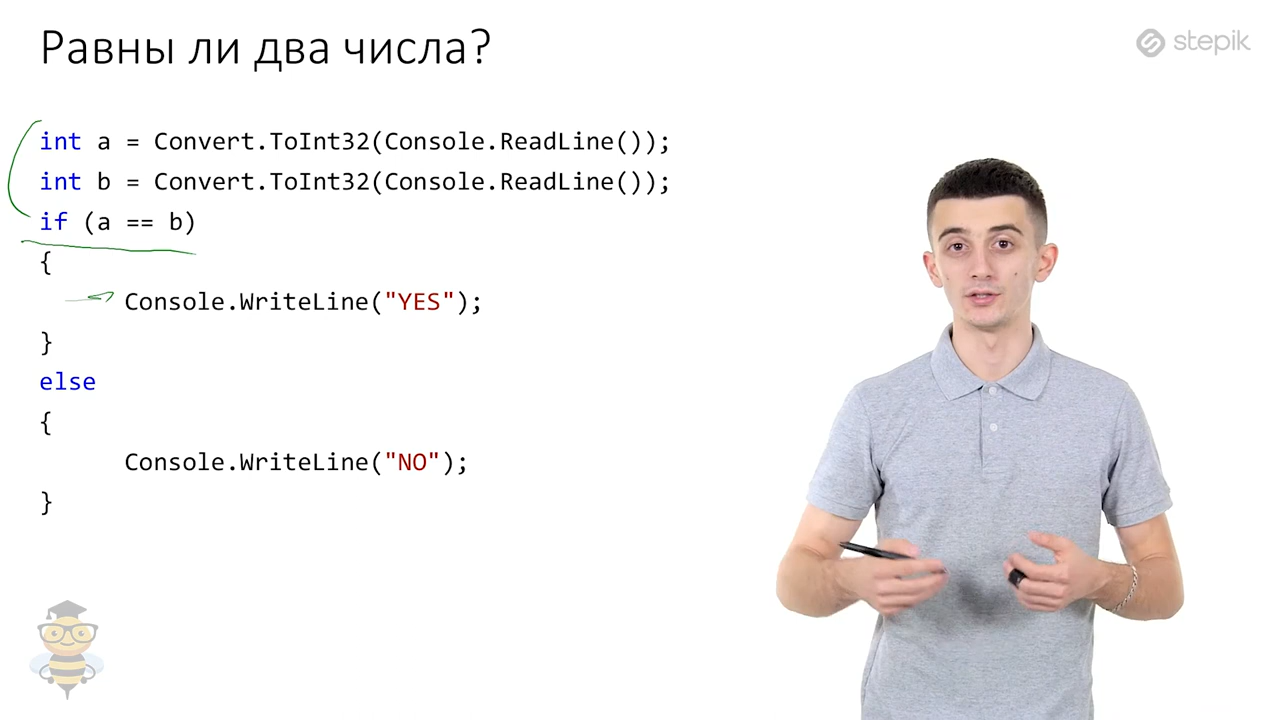 Равны ли два числа?
stepik
int a = Convert.ToInt32(Console.ReadLine());
int b = Convert.ToInt32(Console.ReadLine());
if (a == b)
{
Console.WriteLine("YES");
}
else
{
Console.WriteLine("NO");
}